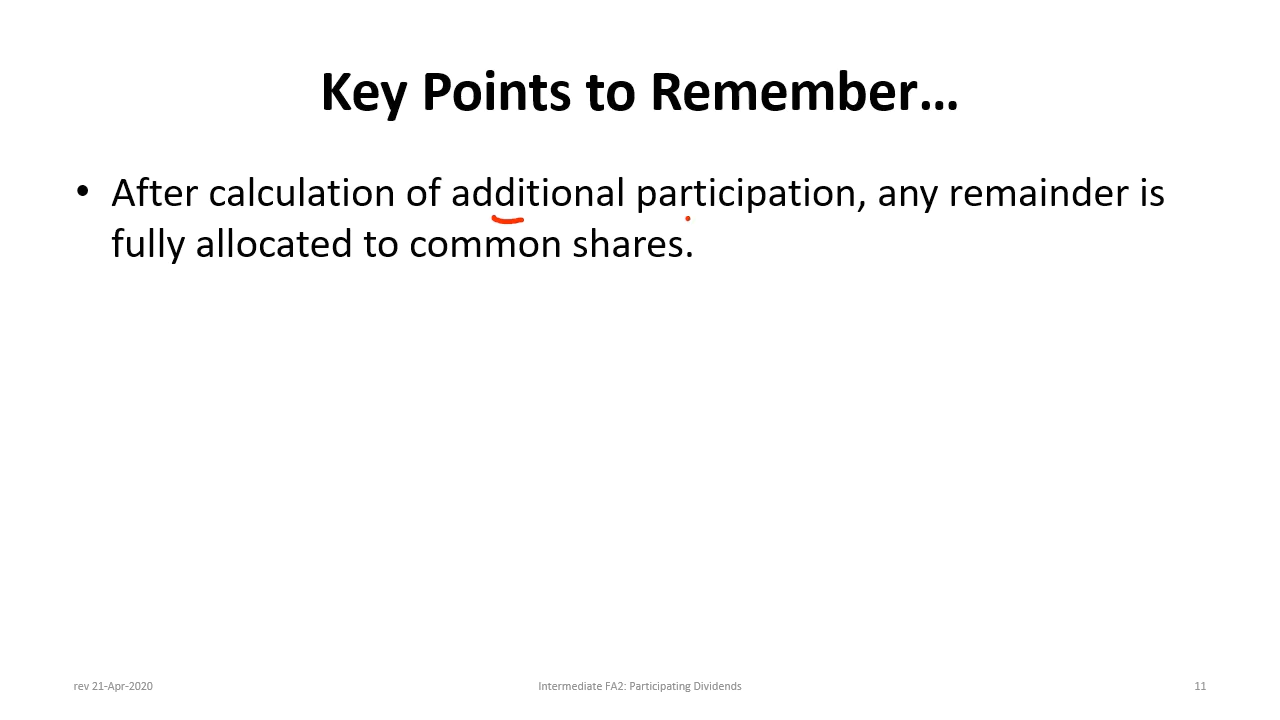 Key Points to Remember…
• After calculation of additional participation, any remainder is
fully allocated to common shares.
rev 21-Apr-2020
Intermediate FA2: Participating Dividends
11